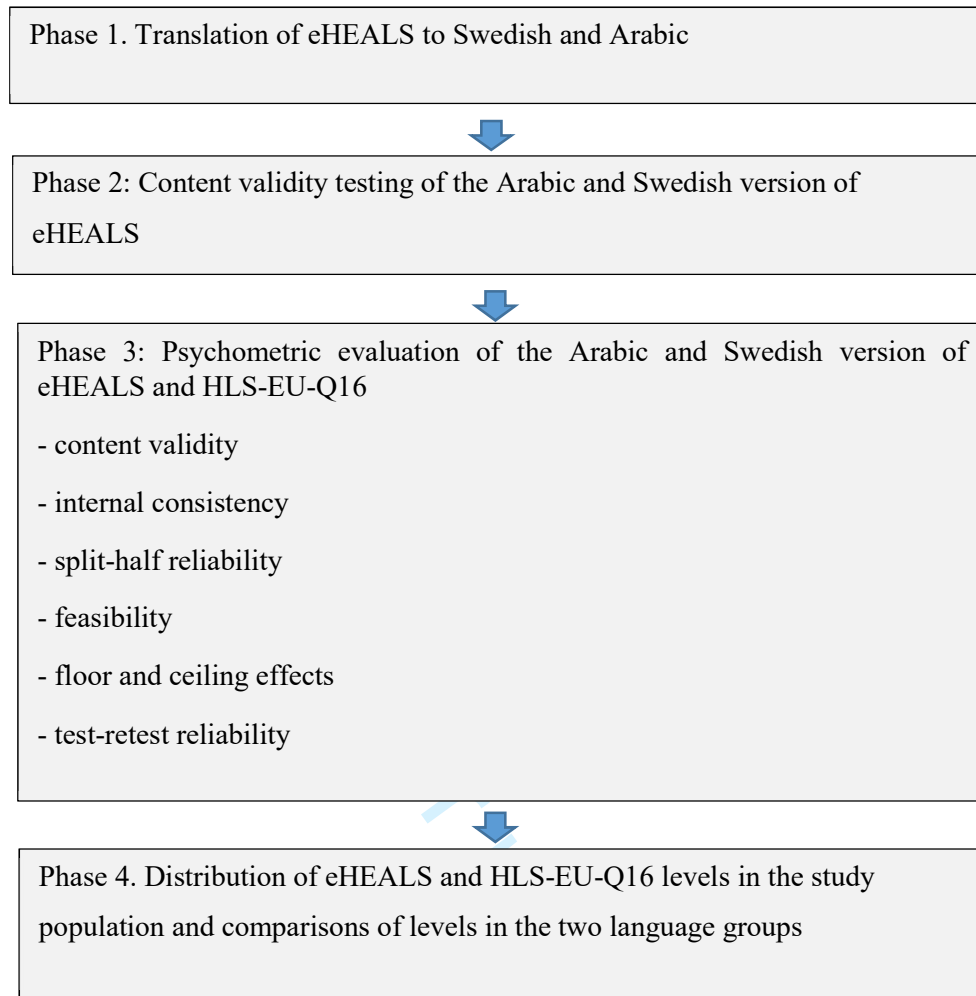 Phase 1. Translation of eHEALS to Swedish and Arabic
Phase 2: Content validity testing of the Arabic and Swedish version of
eHEALS
Phase 3: Psychometric evaluation of the Arabic and Swedish version of
eHEALS and HLS-EU-Q16
- content validity
- internal consistency
- split-half reliability
- feasibility
- floor and ceiling effects
- test-retest reliability
Phase 4. Distribution of eHEALS and HLS-EU-Q16 levels in the study
population and comparisons of levels in the two language groups